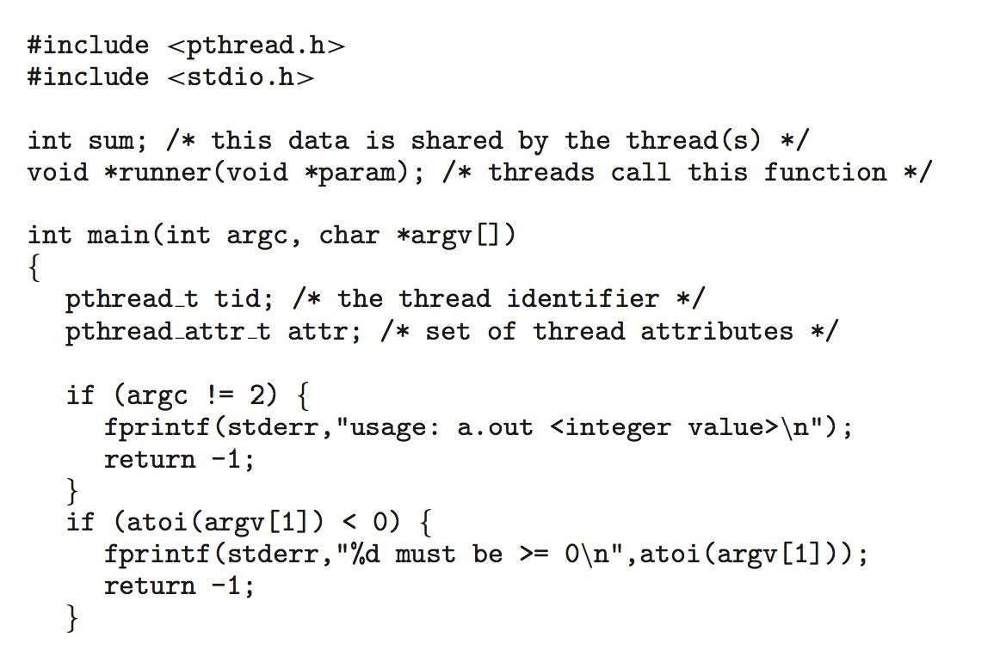 #include <pthread.h>
#include <stdio.h>
int sum; /* this data is shared by the thread(s) */
void *runner(void *param); /* threads call this function */
int main(int argc, char *argv[])
{
pthread_t tid; /* the thread identifier */
pthread_attr_t attr; /* set of thread attributes */
if (argc != 2) {
fprintf(stderr,"usage: a.out <integer value>\n");
return -1;
}
if (atoi(argv[1]) < 0) {
fprintf(stderr,"%d must be >= 0\n",atoi(argv[1]));
return -1;
}